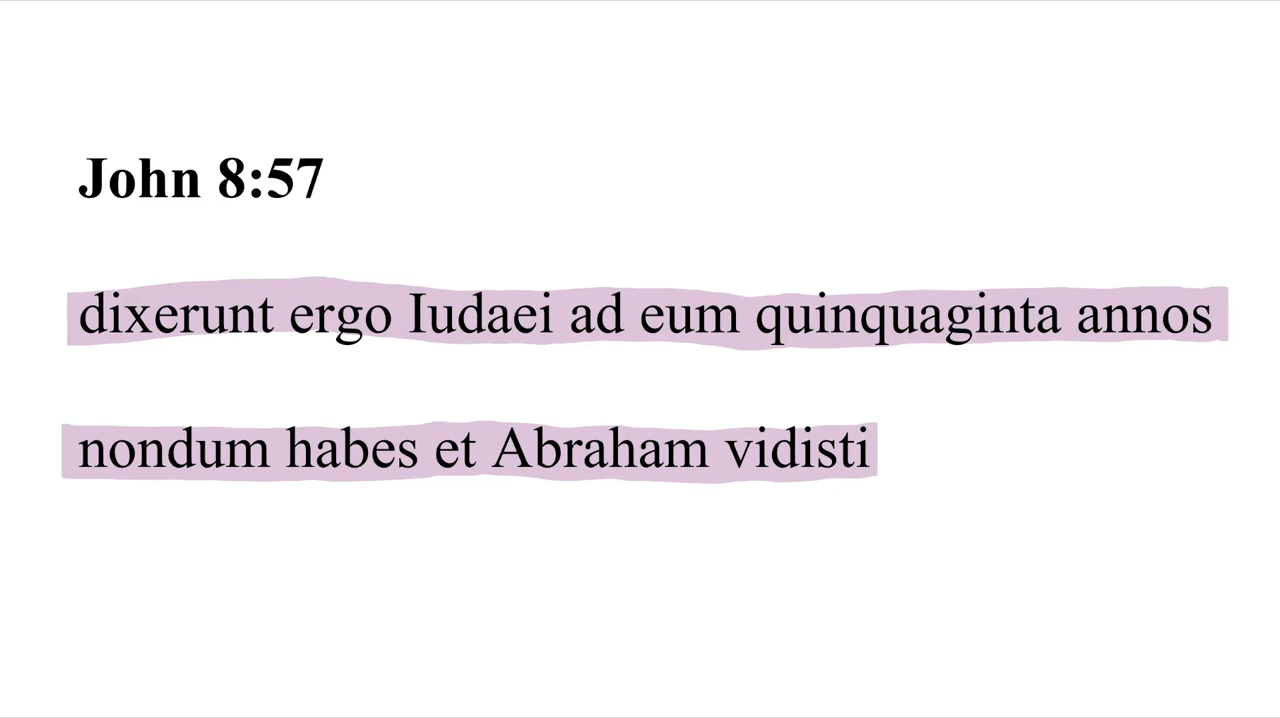 John 8:57
dixerunt ergo Iudaei ad eum quinquaginta annos
nondum habes et Abraham vidisti